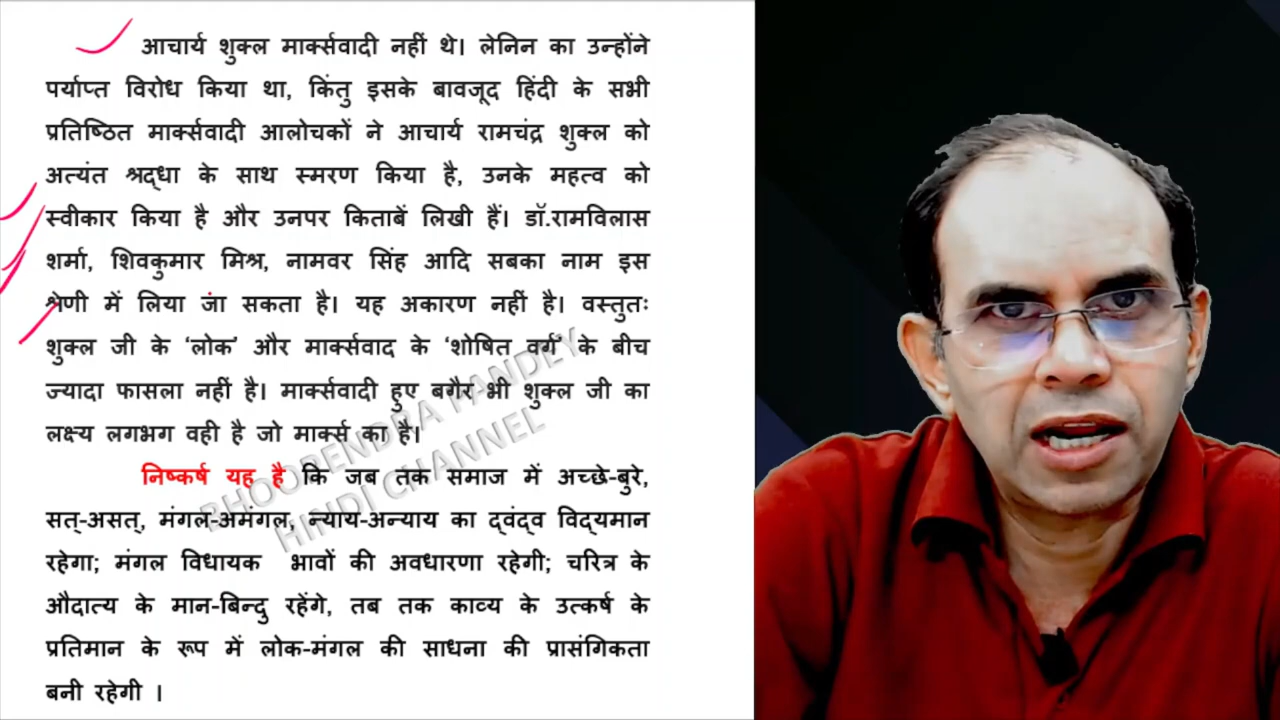 आचार्य शुक्ल मार्क्सवादी नहीं थे। लेनिन का उन्होंने
पर्याप्त विरोध किया था, किंतु इसके बावजूद हिंदी के सभी
प्रतिष्ठित मार्क्सवादी आलोचकों ने आचार्य रामचंद्र शुक्ल को
अत्यंत श्रद्धा के साथ स्मरण किया है, उनके महत्व को
स्वीकार किया है और उनपर किताबें लिखी हैं। डॉ.रामविलास
शर्मा, शिवकुमार मिश्र, नामवर सिंह आदि सबका नाम इस
श्रेणी में लिया जा सकता है। यह अकारण नहीं है। वस्तुतः
शुक्ल जी के ‘लोक’ और मार्क्सवाद के ‘शोषित वर्ग’ के बीच
ज्यादा फासला नहीं है। मार्क्सवादी हुए बगैर भी शुक्ल जी का
लक्ष्य लगभग वही है जो मार्क्स का है।
निष्कर्ष यह है कि जब तक समाज में अच्छे-बुरे,
सत्-असत्, मंगल-अमंगल, न्याय-अन्याय का द्वंद्व विद्यमान
रहेगा; मंगल विधायक भावों की अवधारणा रहेगी; चरित्र के
औदात्य के मान-बिन्दु रहेंगे, तब तक काव्य के उत्कर्ष के
प्रतिमान के रूप में लोक-मंगल की साधना की प्रासंगिकता
बनी रहेगी ।
BHOOPENDRA PANDEY
HINDI CHANNEL